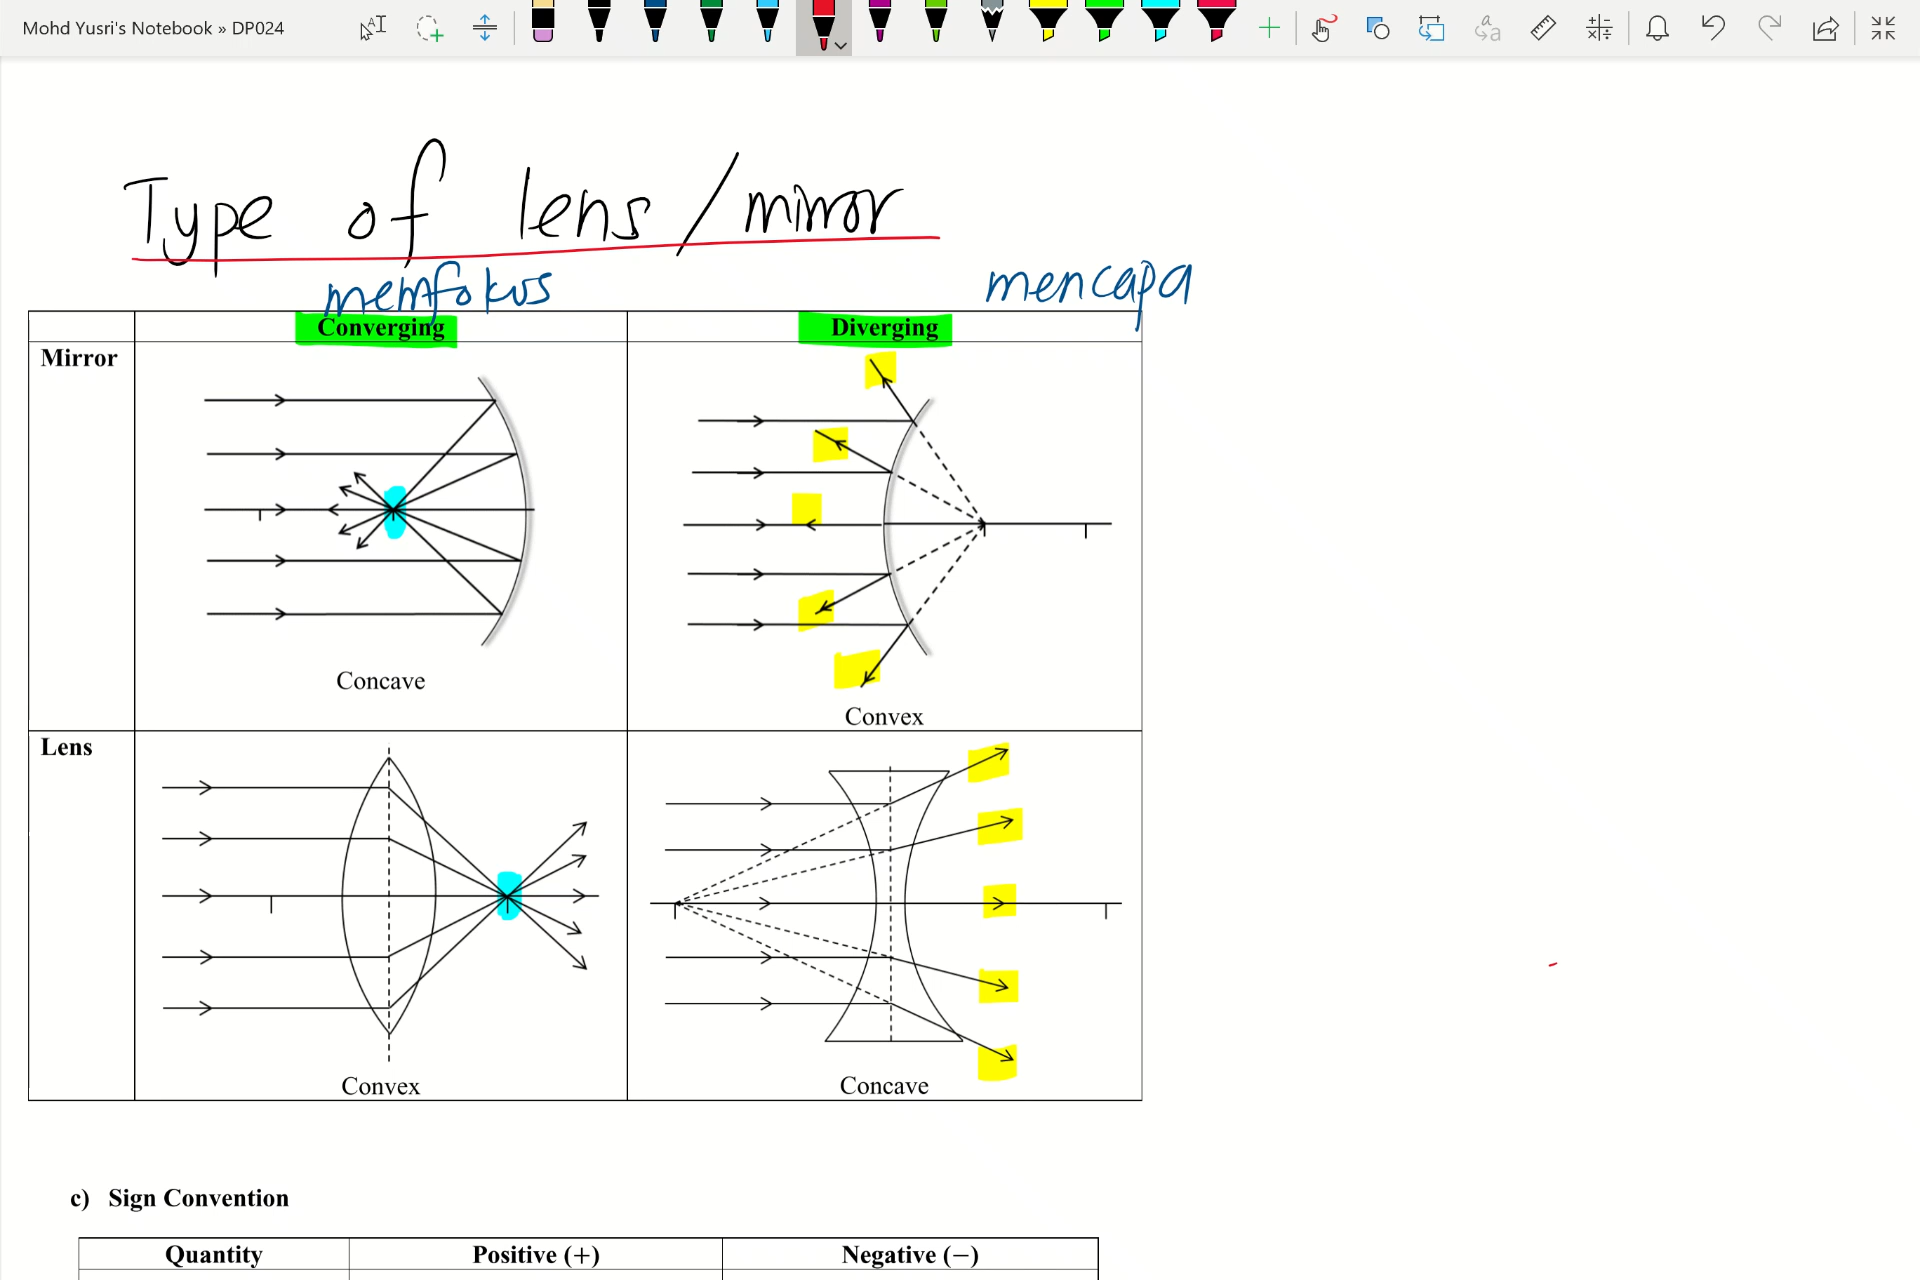 Mohd Yusri's Notebook » DP024
Type of lens/mirror
memfokus mencapa
Converging Diverging
Mirror
Concave
Convex
Lens
Convex Concave
c) Sign Convention
Quantity Positive (+) Negative (−)